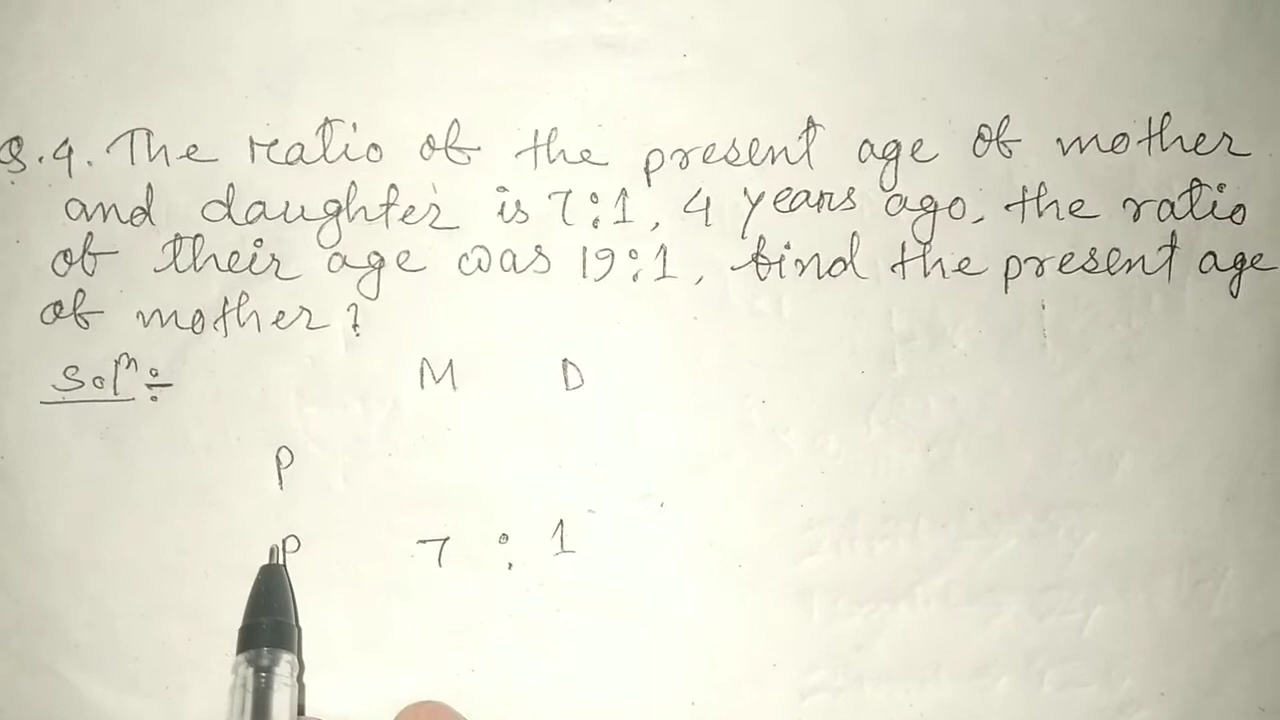 Q.4. The ratio of the present age of mother
and daughter is 7:1, 4 years ago, the ratio
of their age was 19:1, find the present age
of mother?
Solⁿ÷
M D
P
P 7 : 1